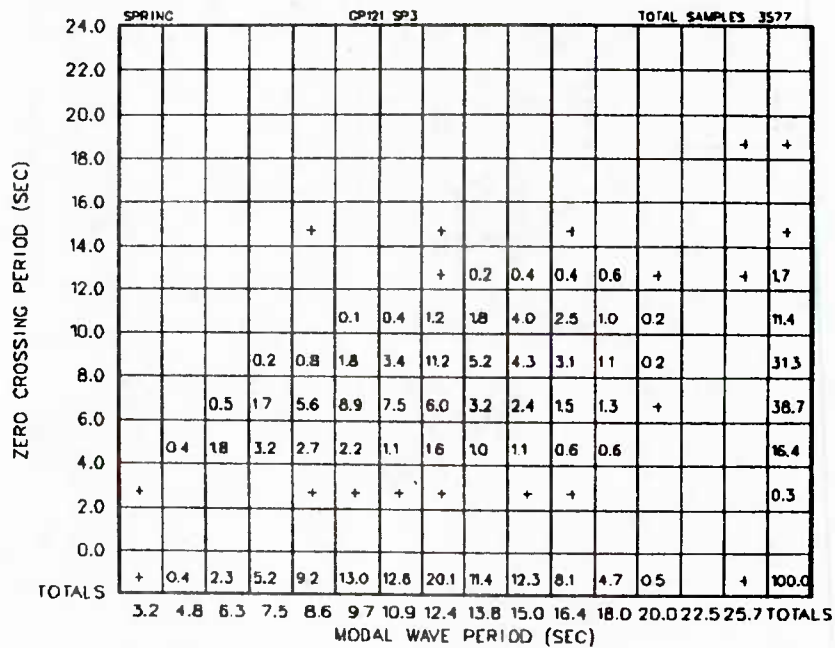 SPRING GP121 SP3 TOTAL SAMPLES 3577
24.0
22.0
20.0
+ +
18.0
16.0
+ + + +
14.0
+ 0.2 0.4 0.4 0.6 + + 1.7
12.0
0.1 0.4 1.2 1.8 4.0 2.5 1.0 0.2 11.4
10.0
0.2 0.8 1.8 3.4 11.2 5.2 4.3 3.1 1.1 0.2 31.3
8.0
0.5 1.7 5.6 8.9 7.5 6.0 3.2 2.4 1.5 1.3 + 38.7
6.0
0.4 1.8 3.2 2.7 2.2 1.1 1.6 1.0 1.1 0.6 0.6 16.4
4.0
+ + + + + + + 0.3
2.0
0.0
TOTALS + 0.4 2.3 5.2 9.2 13.0 12.8 20.1 11.4 12.3 8.1 4.7 0.5 + 100.0
3.2 4.8 6.3 7.5 8.6 9.7 10.9 12.4 13.8 15.0 16.4 18.0 20.0 22.5 25.7 TOTALS
MODAL WAVE PERIOD (SEC)
ZERO CROSSING PERIOD (SEC)